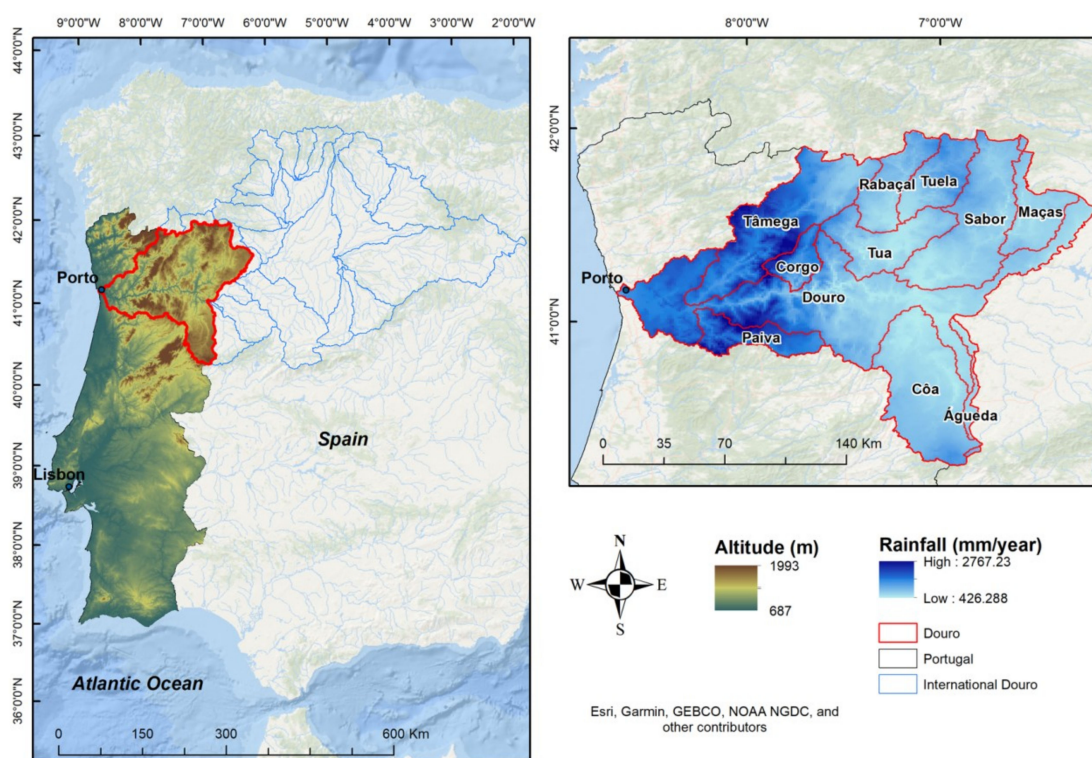 9°0'0"W 8°0'0"W 7°0'0"W 6°0'0"W 5°0'0"W 4°0'0"W 3°0'0"W 2°0'0"W
44°0'0"N
43°0'0"N
42°0'0"N
41°0'0"N
40°0'0"N
39°0'0"N
38°0'0"N
37°0'0"N
36°0'0"N
Porto
Lisbon
Spain
Atlantic Ocean
0 150 300 600 Km
8°0'0"W 7°0'0"W
42°0'0"N
41°0'0"N
Rabaçal
Tuela
Tâmega
Sabor
Maças
Tua
Corgo
Porto
Douro
Paiva
Côa
Águeda
0 35 70 140 Km
N
W E
S
Altitude (m)
1993
687
Rainfall (mm/year)
High : 2767.23
Low : 426.288
Douro
Portugal
International Douro
Esri, Garmin, GEBCO, NOAA NGDC, and
other contributors